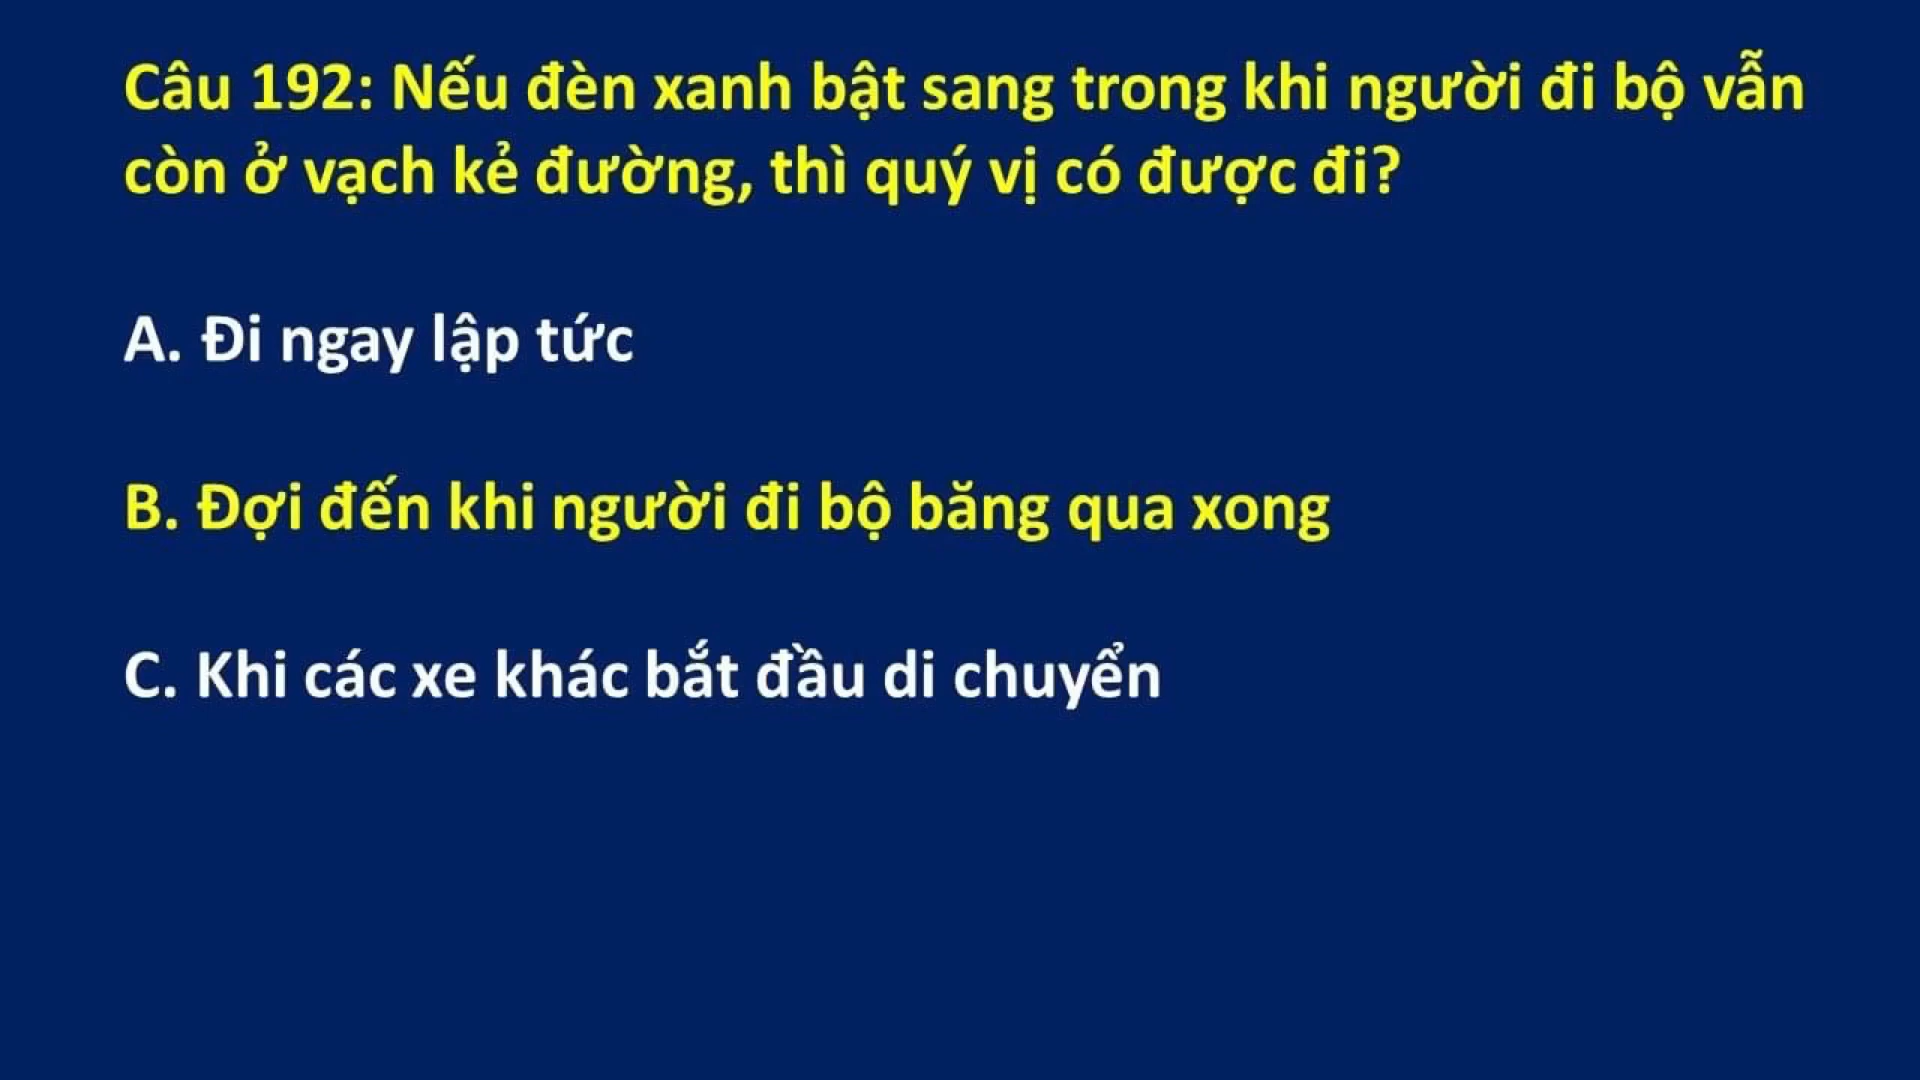 Câu 192: Nếu đèn xanh bật sang trong khi người đi bộ vẫn
còn ở vạch kẻ đường, thì quý vị có được đi?
A. Đi ngay lập tức
B. Đợi đến khi người đi bộ băng qua xong
C. Khi các xe khác bắt đầu di chuyển